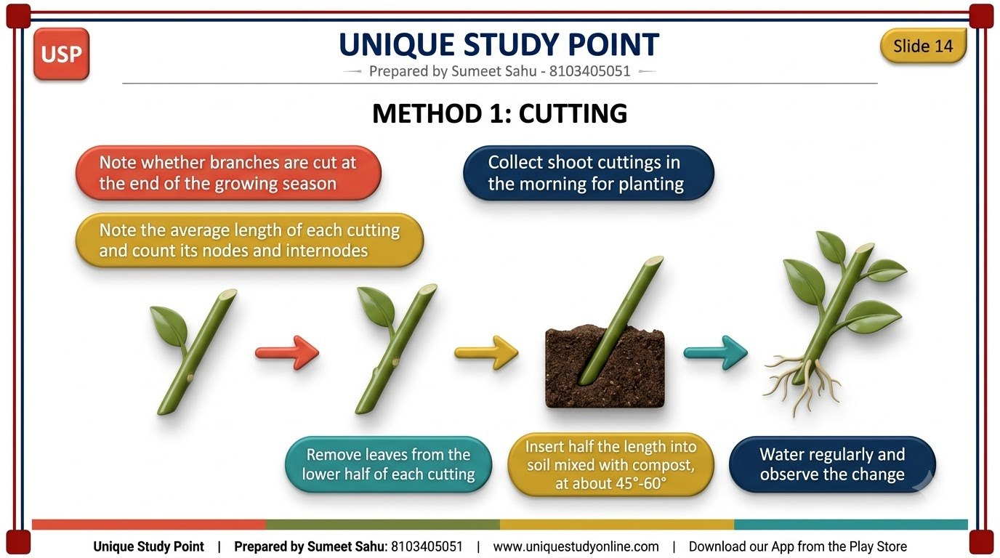 USP
UNIQUE STUDY POINT
Slide 14
Prepared by Sumeet Sahu - 8103405051
METHOD 1: CUTTING
Note whether branches are cut at
the end of the growing season
Collect shoot cuttings in
the morning for planting
Note the average length of each cutting
and count its nodes and internodes
Remove leaves from the
lower half of each cutting
Insert half the length into
soil mixed with compost,
at about 45°-60°
Water regularly and
observe the change
Unique Study Point | Prepared by Sumeet Sahu: 8103405051 | www.uniquestudyonline.com | Download our App from the Play Store